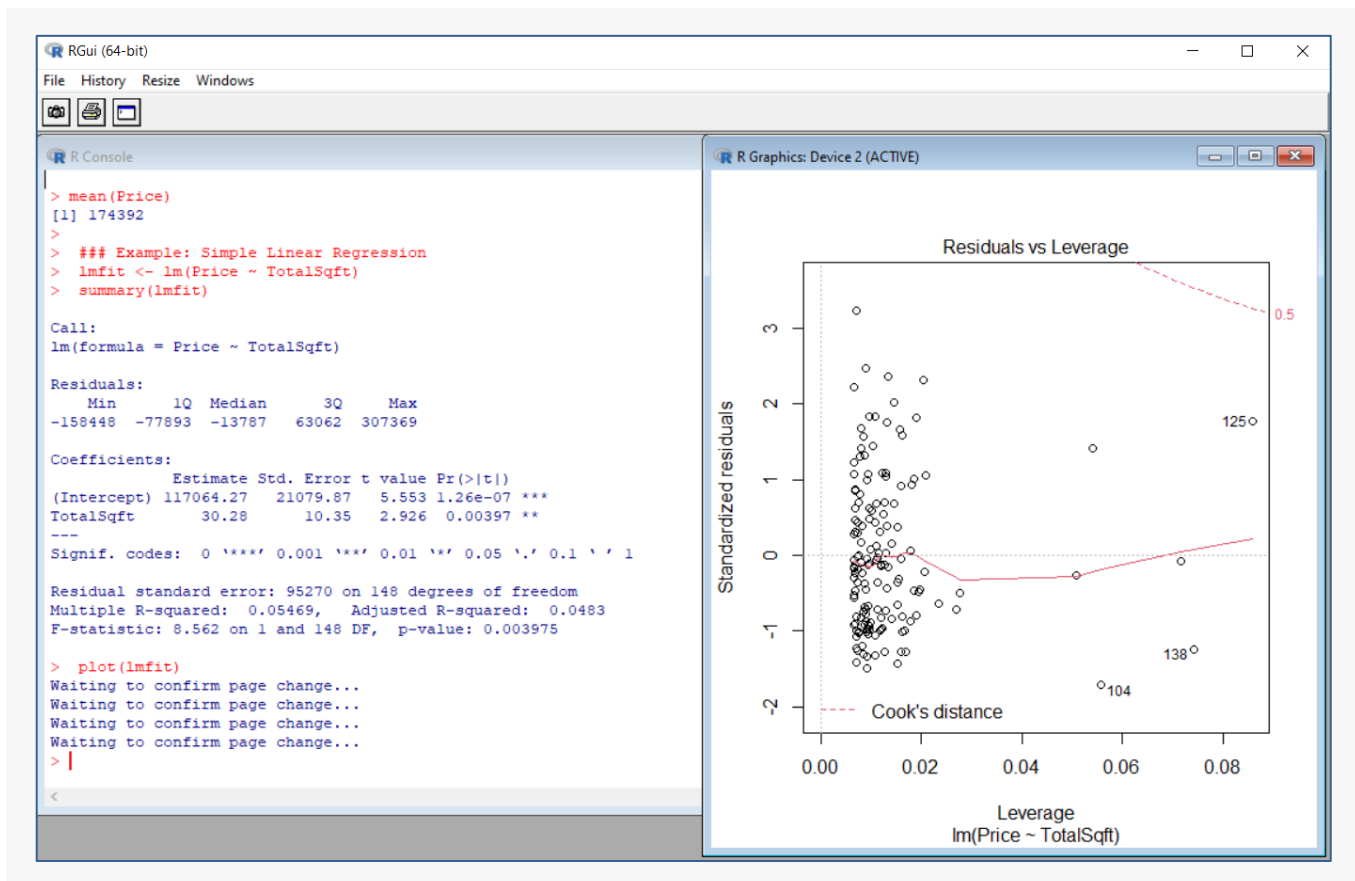 RGui (64-bit)
File History Resize Windows
R Console
> mean(Price)
[1] 174392
>
>  ### Example: Simple Linear Regression
>  lmfit <- lm(Price ~ TotalSqft)
>  summary(lmfit)
Call:
lm(formula = Price ~ TotalSqft)
Residuals:
    Min      1Q  Median      3Q     Max
-158448  -77893  -13787   63062  307369
Coefficients:
             Estimate Std. Error t value Pr(>|t|)
(Intercept) 117064.27   21079.87   5.553 1.26e-07 ***
TotalSqft       30.28      10.35   2.926  0.00397 **
---
Signif. codes:  0 '***' 0.001 '**' 0.01 '*' 0.05 '.' 0.1 ' ' 1
Residual standard error: 95270 on 148 degrees of freedom
Multiple R-squared:  0.05469,   Adjusted R-squared:  0.0483
F-statistic: 8.562 on 1 and 148 DF,  p-value: 0.003975
>  plot(lmfit)
Waiting to confirm page change...
Waiting to confirm page change...
Waiting to confirm page change...
Waiting to confirm page change...
>
R Graphics: Device 2 (ACTIVE)
Residuals vs Leverage
0.5
3
2
1
0
-1
-2
Standardized residuals
125
138
104
Cook's distance
0.00 0.02 0.04 0.06 0.08
Leverage
lm(Price ~ TotalSqft)